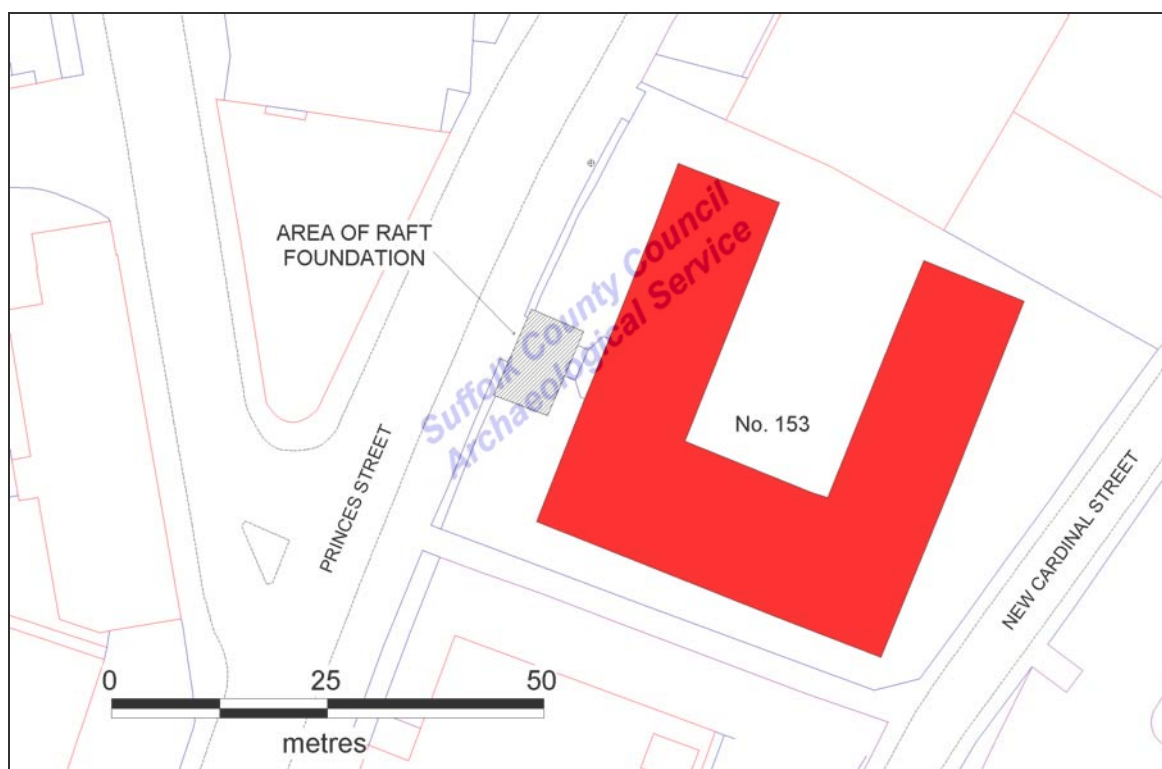 AREA OF RAFT
FOUNDATION
Suffolk County Council
Archaeological Service
No. 153
PRINCES STREET
NEW CARDINAL STREET
0 25 50
metres